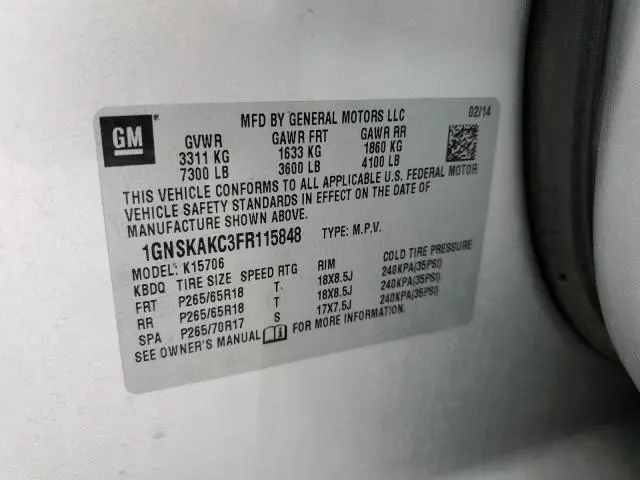 GM
MFD BY GENERAL MOTORS LLC 02/14
GVWR GAWR FRT GAWR RR
3311 KG 1633 KG 1860 KG
7300 LB 3600 LB 4100 LB
THIS VEHICLE CONFORMS TO ALL APPLICABLE U.S. FEDERAL MOTOR
VEHICLE SAFETY STANDARDS IN EFFECT ON THE DATE OF
MANUFACTURE SHOWN ABOVE.
1GNSKAKC3FR115848 TYPE: M.P.V.
MODEL: K15706
KBDQ TIRE SIZE SPEED RTG RIM COLD TIRE PRESSURE
FRT P265/65R18 T 18X8.5J 240KPA(35PSI)
RR P265/65R18 T 18X8.5J 240KPA(35PSI)
SPA P265/70R17 S 17X7.5J 240KPA(35PSI)
SEE OWNER'S MANUAL i FOR MORE INFORMATION.